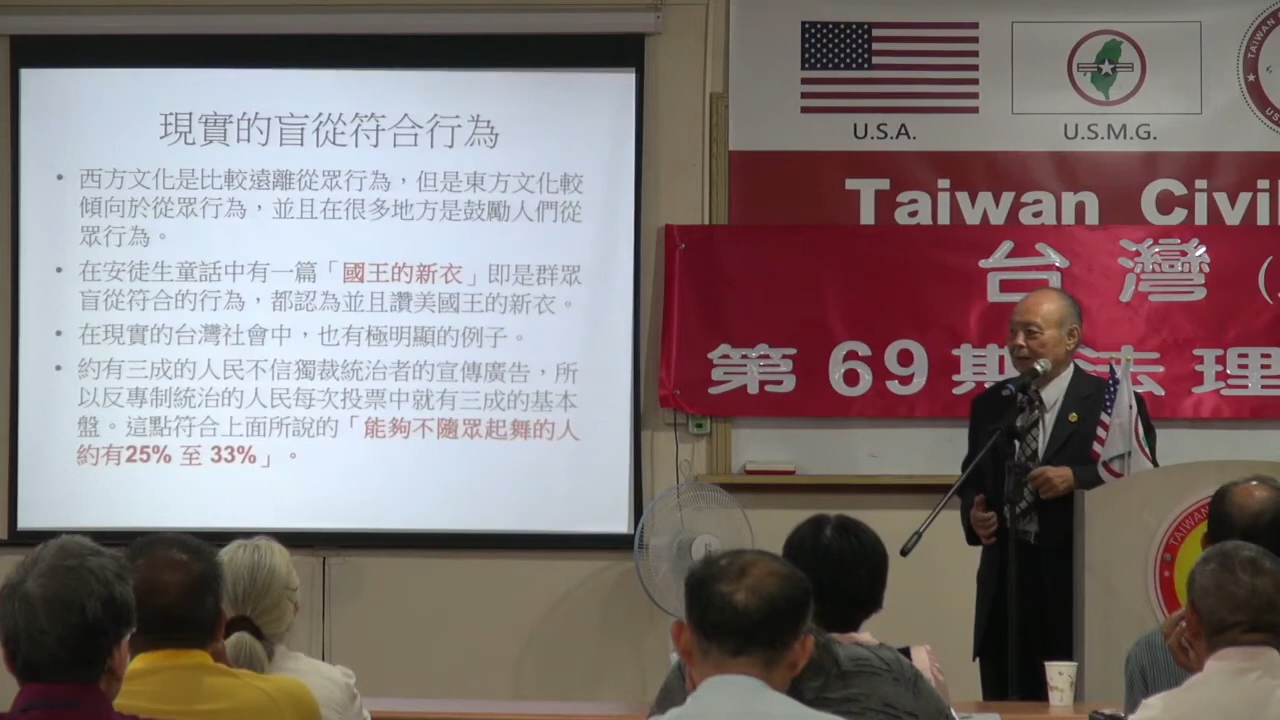 現實的盲從符合行為
• 西方文化是比較遠離從眾行為，但是東方文化較
傾向於從眾行為，並且在很多地方是鼓勵人們從
眾行為。
• 在安徒生童話中有一篇「國王的新衣」即是群眾
盲從符合的行為，都認為並且讚美國王的新衣。
• 在現實的台灣社會中，也有極明顯的例子。
• 約有三成的人民不信獨裁統治者的宣傳廣告，所
以反專制統治的人民每次投票中就有三成的基本
盤。這點符合上面所說的「能夠不隨眾起舞的人
約有25% 至 33%」。
U.S.A.
U.S.M.G.
TAIWAN
Taiwan Civil
台灣（
第69期法理
TAIWAN